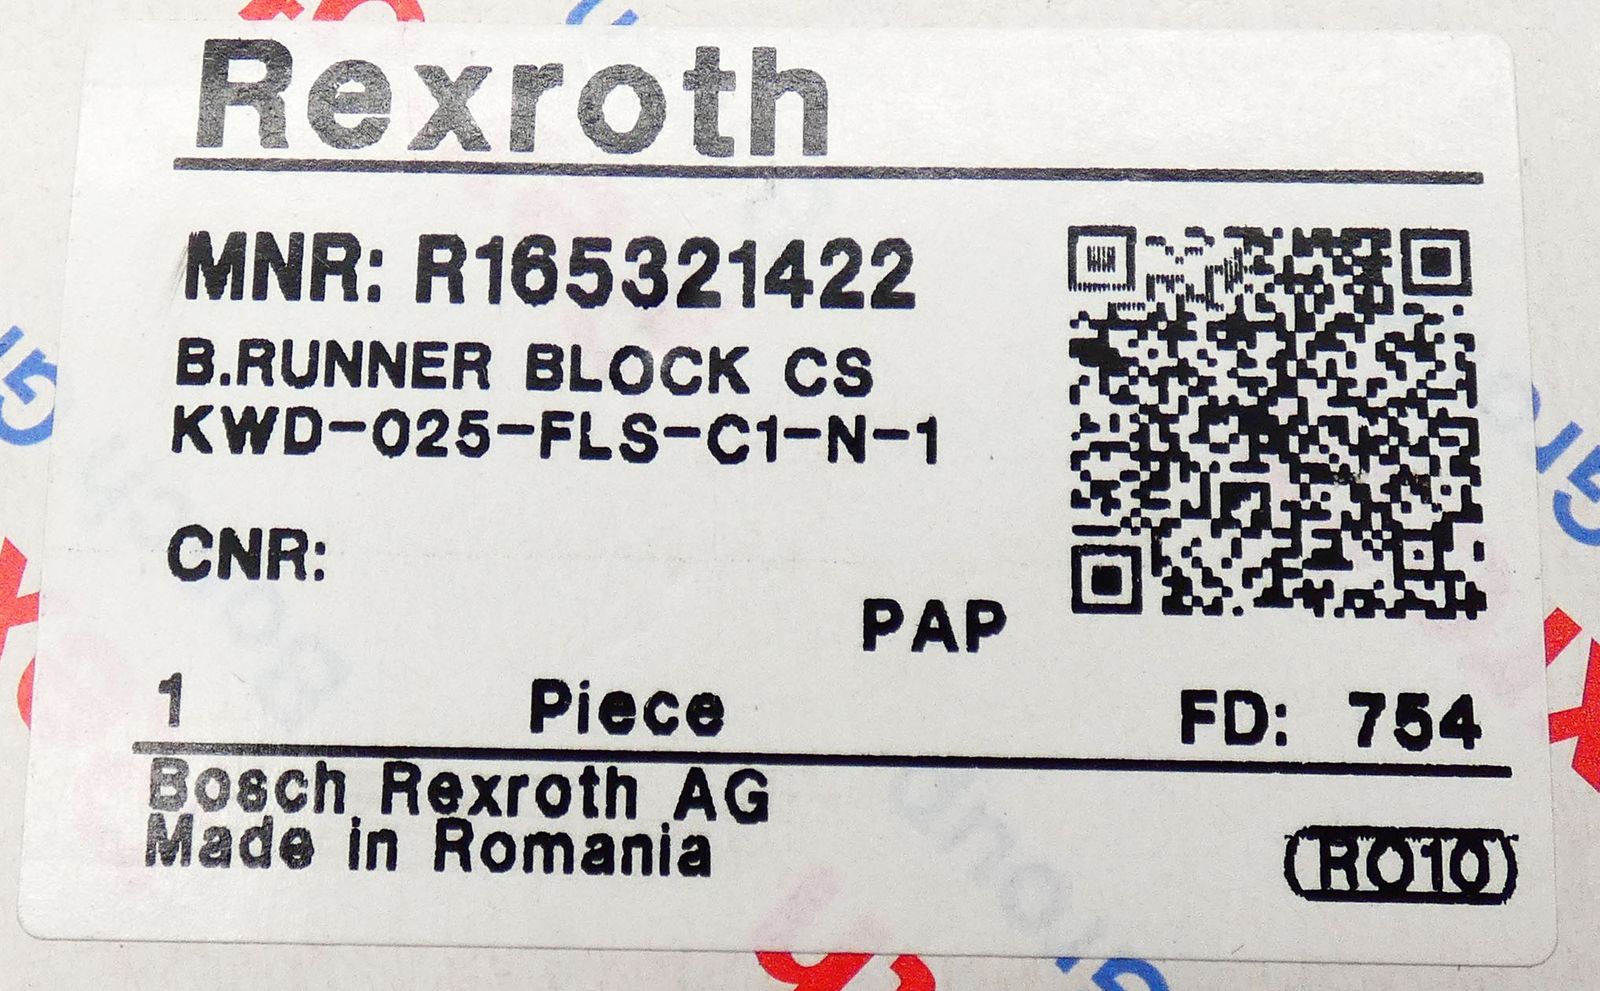 Rexroth
MNR: R165321422
B.RUNNER BLOCK CS
KWD-025-FLS-C1-N-1
CNR:
PAP
1 Piece FD: 754
Bosch Rexroth AG
Made in Romania
RO10